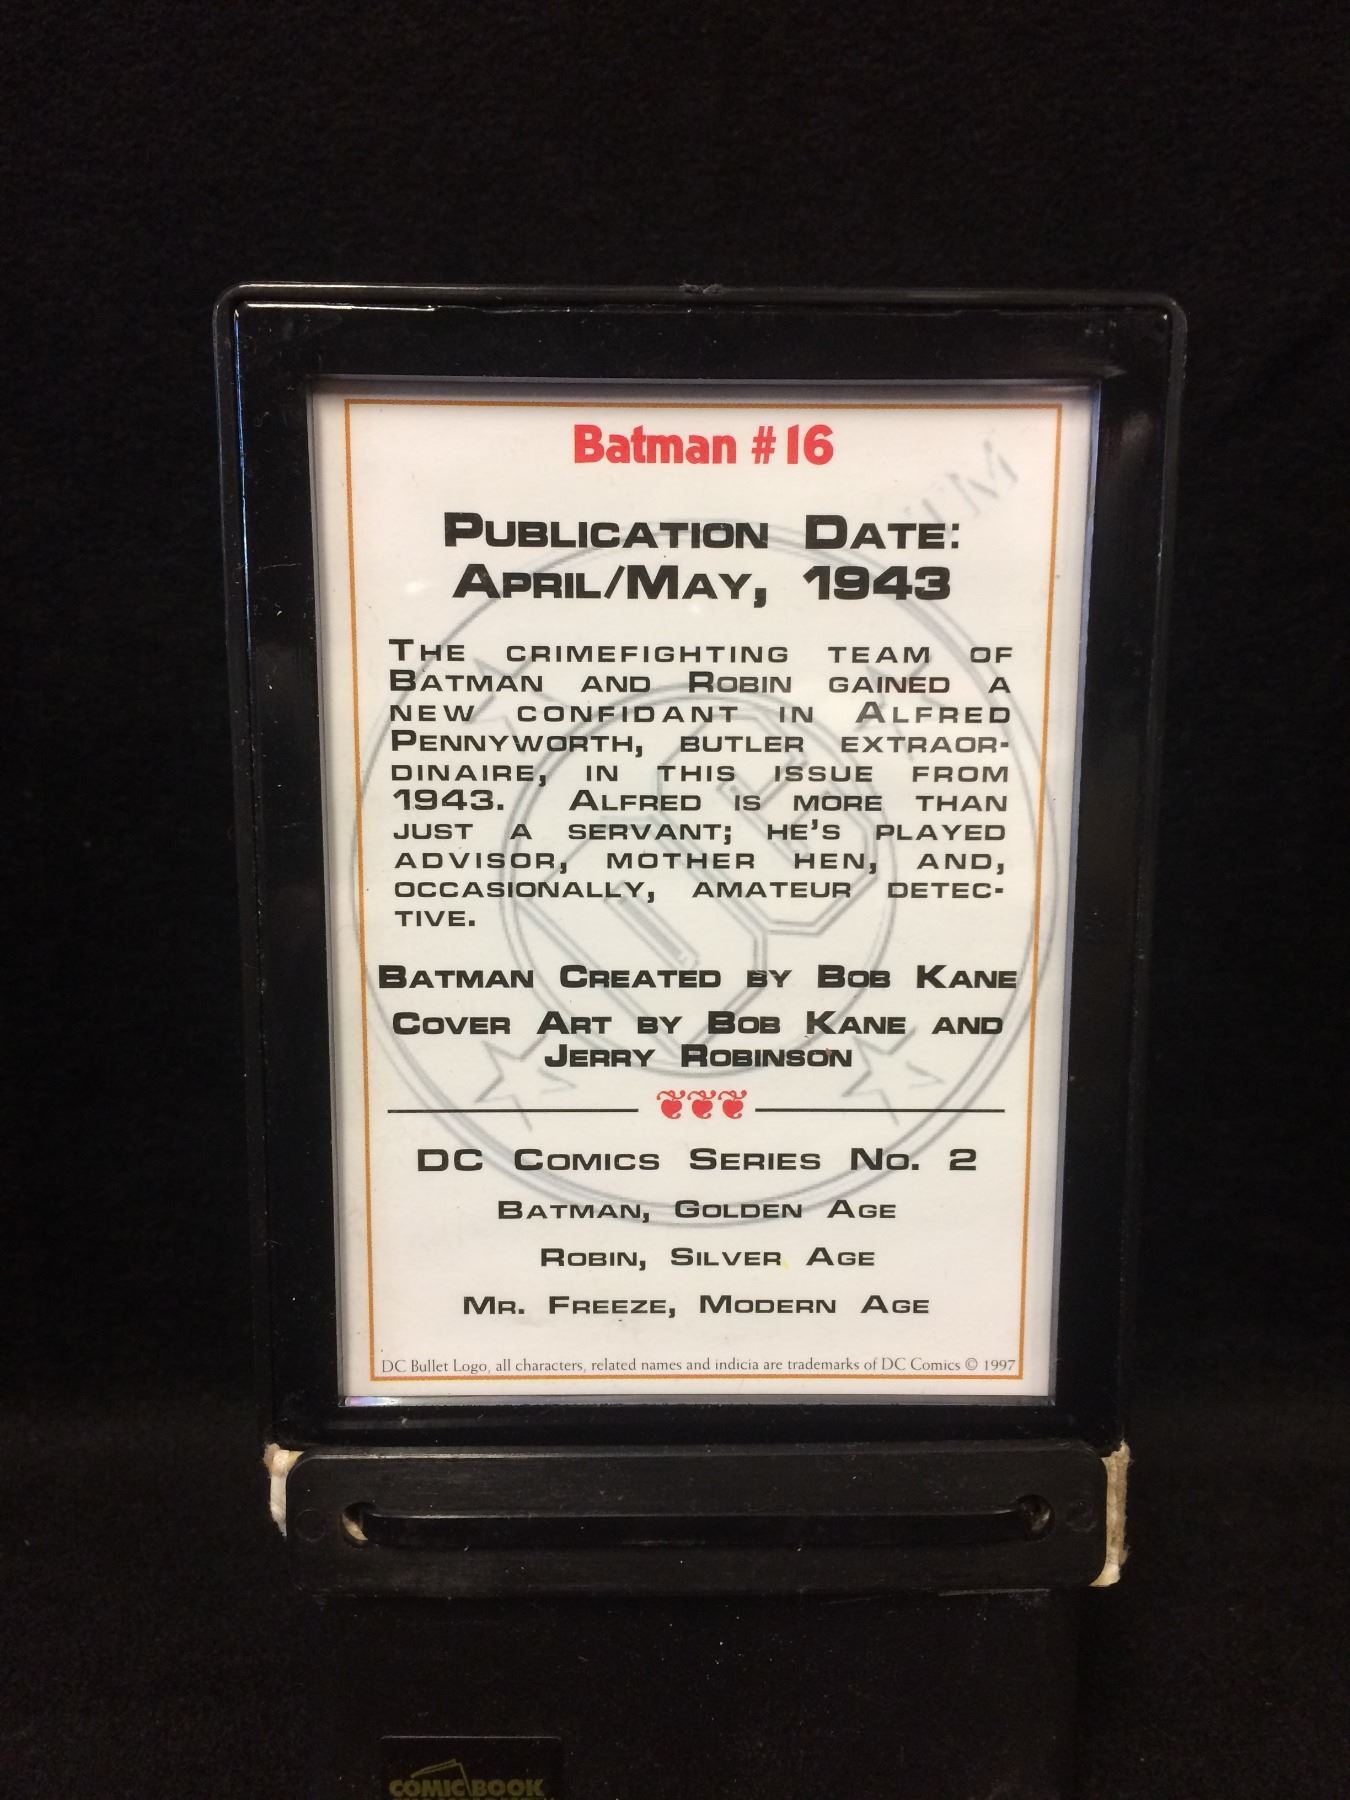 Batman #16
Publication Date:
April/May, 1943
The crimefighting team of
Batman and Robin gained a
new confidant in Alfred
Pennyworth, butler extraor-
dinaire, in this issue from
1943. Alfred is more than
just a servant; he's played
advisor, mother hen, and,
occasionally, amateur detec-
tive.
Batman Created by Bob Kane
Cover Art by Bob Kane and
Jerry Robinson
DC Comics Series No. 2
Batman, Golden Age
Robin, Silver Age
Mr. Freeze, Modern Age
DC Bullet Logo, all characters, related names and indicia are trademarks of DC Comics © 1997
COMIC BOOK